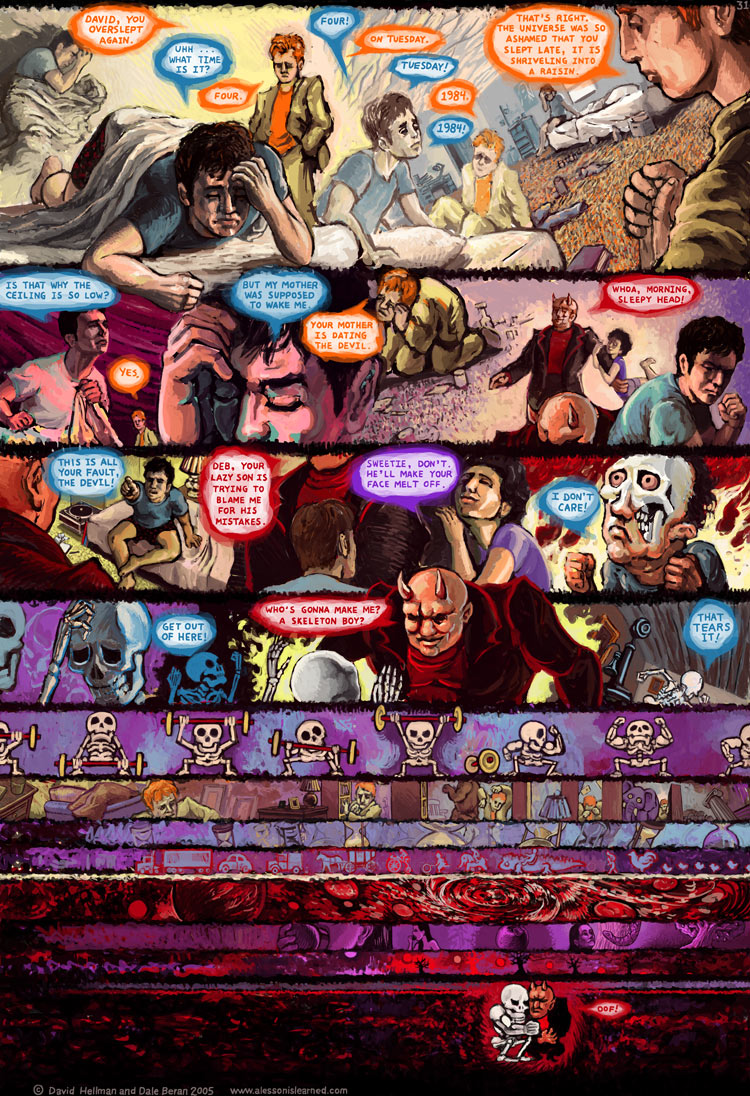 31
DAVID, YOU
OVERSLEPT
AGAIN.
UHH ...
WHAT TIME
IS IT?
FOUR.
FOUR!
ON TUESDAY.
TUESDAY!
1984.
1984!
THAT'S RIGHT.
THE UNIVERSE WAS SO
ASHAMED THAT YOU
SLEPT LATE, IT IS
SHRIVELING INTO
A RAISIN.
IS THAT WHY THE
CEILING IS SO LOW?
YES.
BUT MY MOTHER
WAS SUPPOSED
TO WAKE ME.
YOUR MOTHER
IS DATING
THE DEVIL.
WHOA, MORNING,
SLEEPY HEAD!
THIS IS ALL
YOUR FAULT,
THE DEVIL!
DEB, YOUR
LAZY SON IS
TRYING TO
BLAME ME
FOR HIS
MISTAKES.
SWEETIE, DON'T.
HE'LL MAKE YOUR
FACE MELT OFF.
I DON'T
CARE!
GET OUT
OF HERE!
WHO'S GONNA MAKE ME?
A SKELETON BOY?
THAT
TEARS
IT!
OOF!
© David Hellman and Dale Beran 2005 www.alessonislearned.com